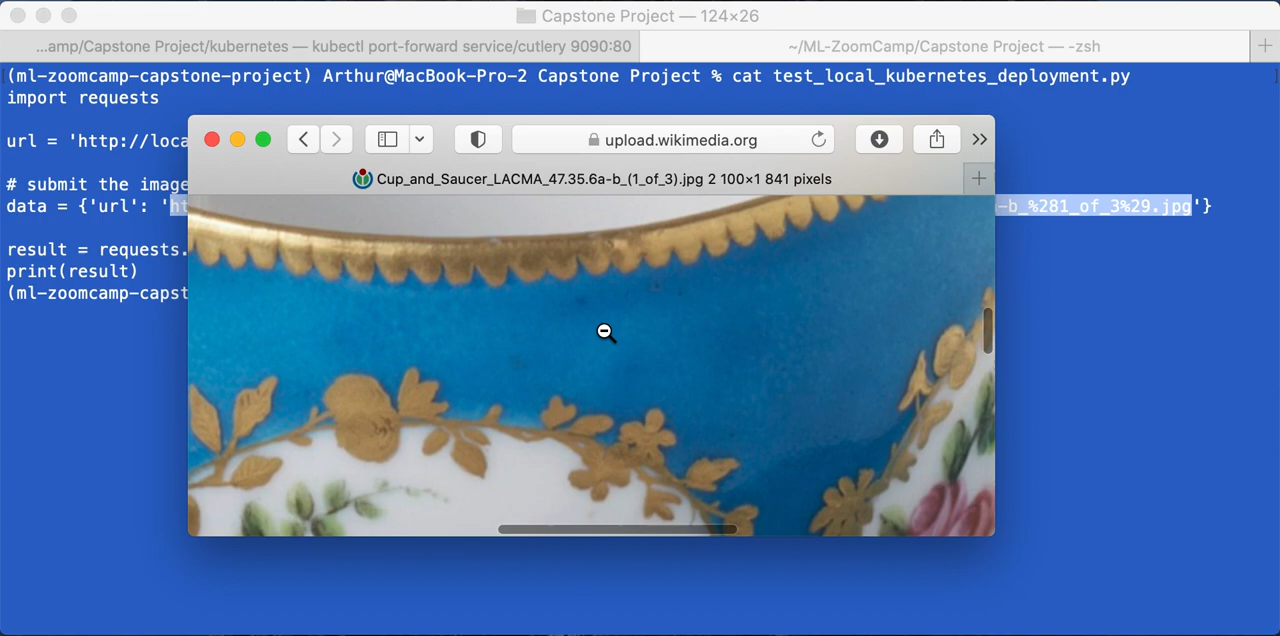 Capstone Project — 124×26
...amp/Capstone Project/kubernetes — kubectl port-forward service/cutlery 9090:80
~/ML-ZoomCamp/Capstone Project — -zsh
(ml-zoomcamp-capstone-project) Arthur@MacBook-Pro-2 Capstone Project % cat test_local_kubernetes_deployment.py
import requests
url = 'http://loca
upload.wikimedia.org
Cup_and_Saucer_LACMA_47.35.6a-b_(1_of_3).jpg 2 100×1 841 pixels
# submit the image
data = {'url': 'ht -b_%281_of_3%29.jpg'}
result = requests.
print(result)
(ml-zoomcamp-capst